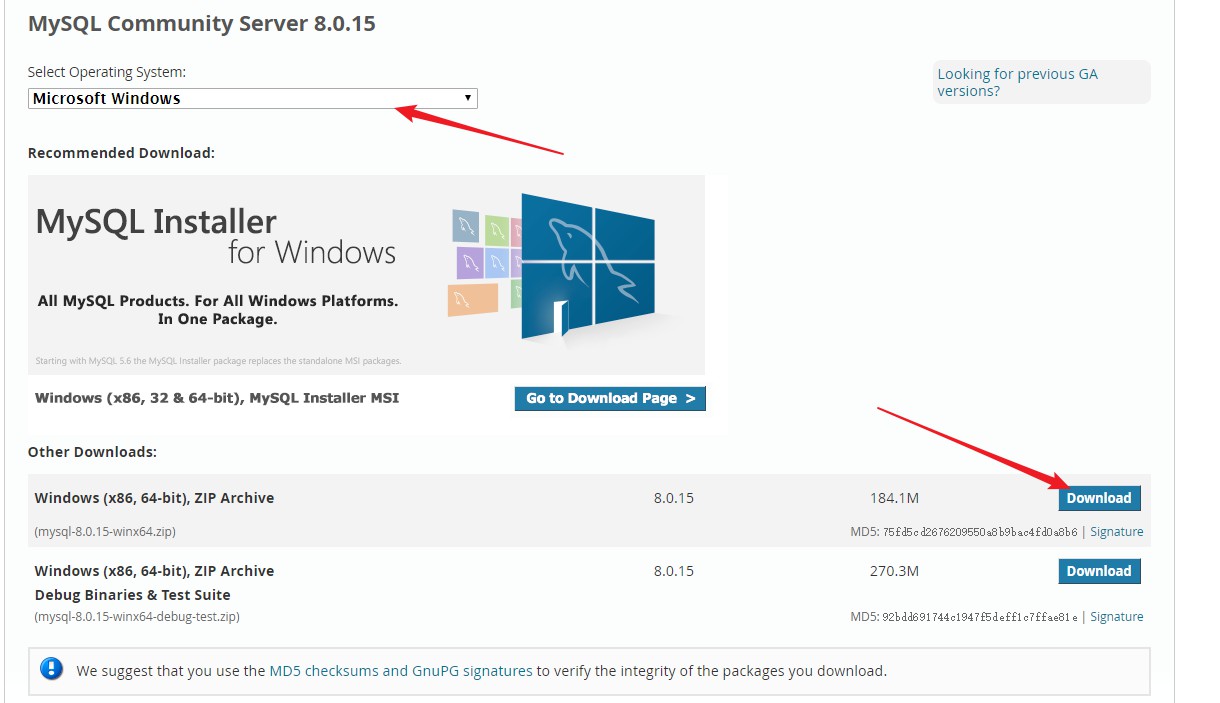 MySQL Community Server 8.0.15
Select Operating System:
Looking for previous GA
versions?
Microsoft Windows
Recommended Download:
MySQL Installer
for Windows
All MySQL Products. For All Windows Platforms.
In One Package.
Starting with MySQL 5.6 the MySQL Installer package replaces the standalone MSI packages.
Windows (x86, 32 & 64-bit), MySQL Installer MSI Go to Download Page >
Other Downloads:
Windows (x86, 64-bit), ZIP Archive 8.0.15 184.1M Download
(mysql-8.0.15-winx64.zip) MD5: 75fd5cd2676209550a8b9bac4fd0a8b6 | Signature
Windows (x86, 64-bit), ZIP Archive 8.0.15 270.3M Download
Debug Binaries & Test Suite
(mysql-8.0.15-winx64-debug-test.zip) MD5: 92bdd691744c1947f5deff1c7ffae81e | Signature
We suggest that you use the MD5 checksums and GnuPG signatures to verify the integrity of the packages you download.